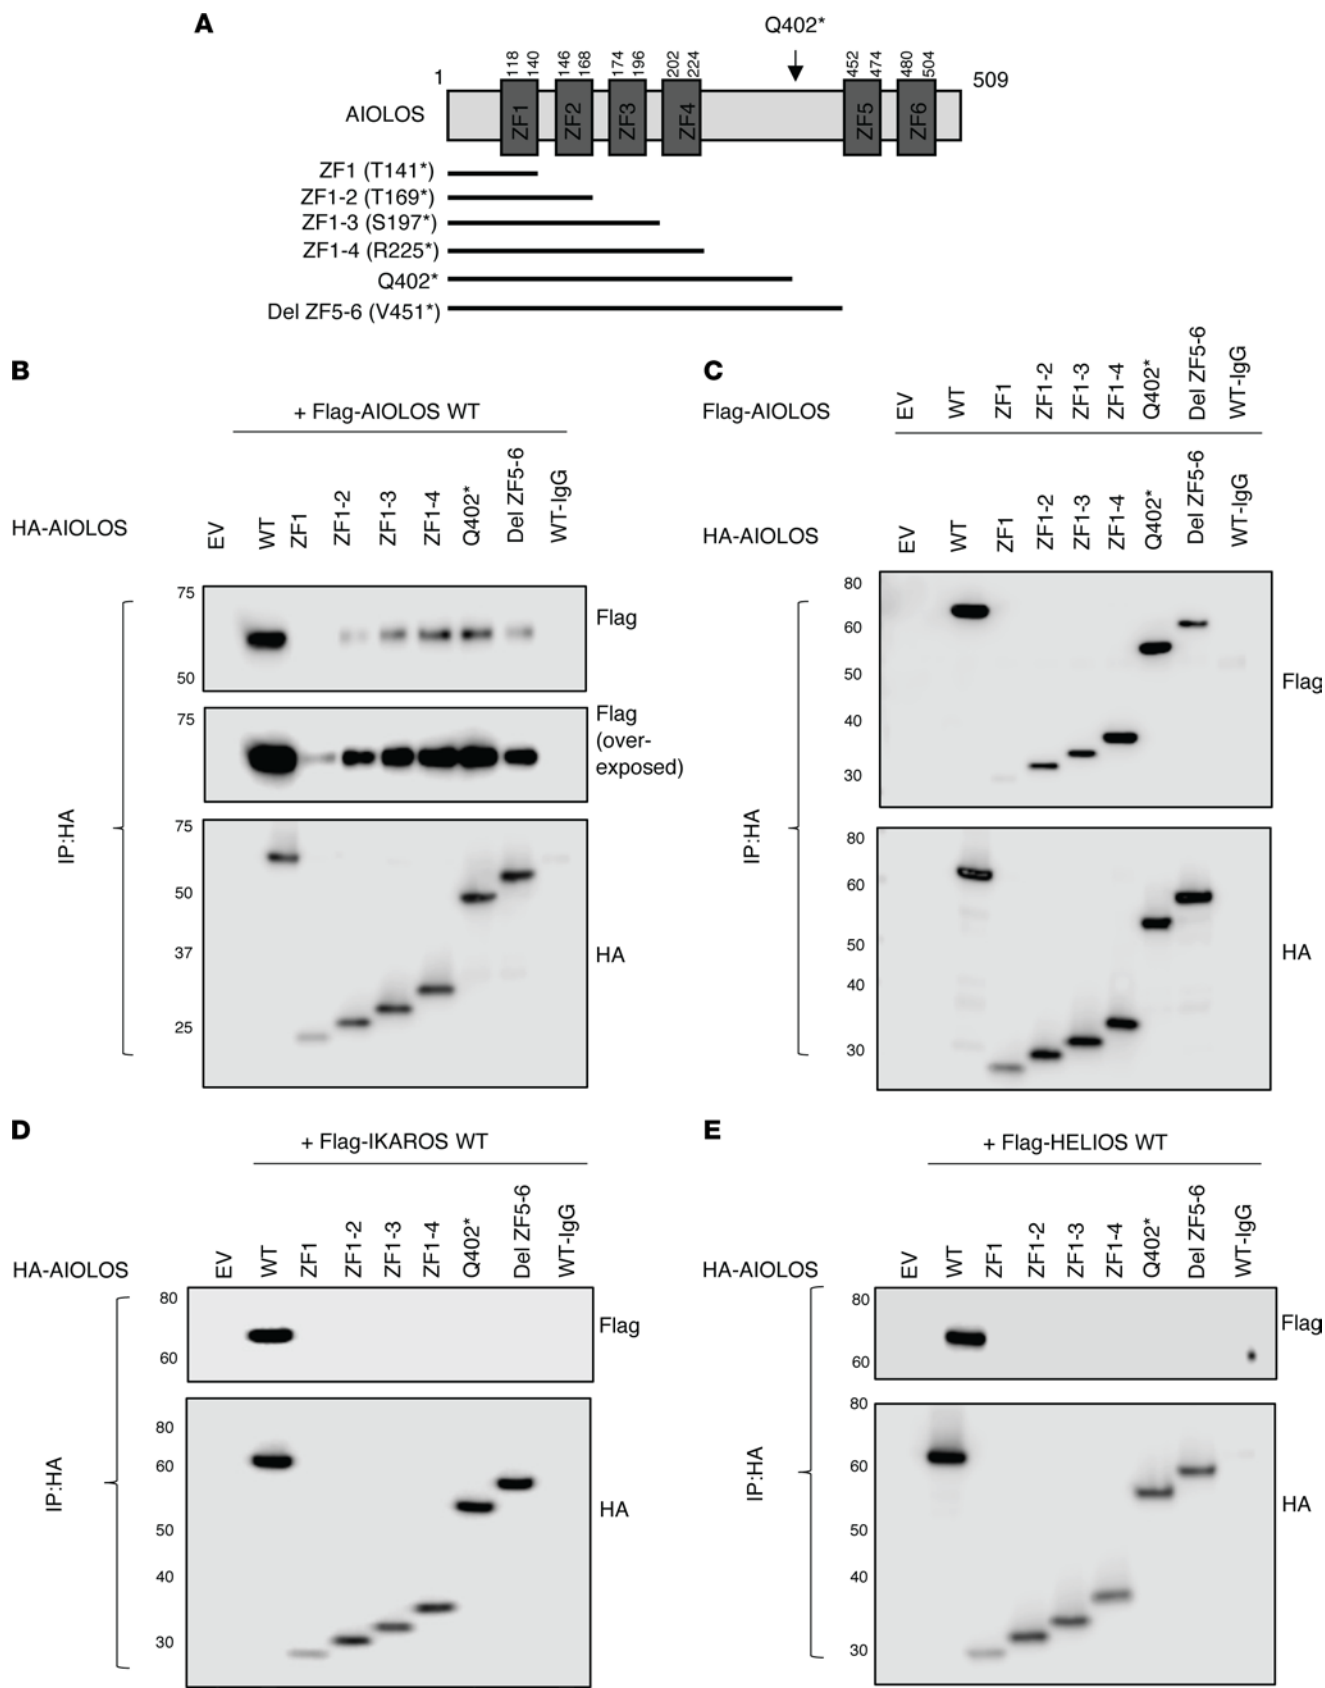 A
Q402*
1
118 140 146 168 174 196 202 224 452 474 480 504
509
AIOLOS
ZF1 ZF2 ZF3 ZF4 ZF5 ZF6
ZF1 (T141*)
ZF1-2 (T169*)
ZF1-3 (S197*)
ZF1-4 (R225*)
Q402*
Del ZF5-6 (V451*)
B
+ Flag-AIOLOS WT
HA-AIOLOS
EV WT ZF1 ZF1-2 ZF1-3 ZF1-4 Q402* Del ZF5-6 WT-IgG
75
50
Flag
75
Flag
(over-
exposed)
IP:HA
75
50
37
25
HA
C
Flag-AIOLOS
EV WT ZF1 ZF1-2 ZF1-3 ZF1-4 Q402* Del ZF5-6 WT-IgG
HA-AIOLOS
EV WT ZF1 ZF1-2 ZF1-3 ZF1-4 Q402* Del ZF5-6 WT-IgG
80
60
50
40
30
Flag
IP:HA
80
60
50
40
30
HA
D
+ Flag-IKAROS WT
HA-AIOLOS
EV WT ZF1 ZF1-2 ZF1-3 ZF1-4 Q402* Del ZF5-6 WT-IgG
80
60
Flag
IP:HA
80
60
50
40
30
HA
E
+ Flag-HELIOS WT
HA-AIOLOS
EV WT ZF1 ZF1-2 ZF1-3 ZF1-4 Q402* Del ZF5-6 WT-IgG
80
60
Flag
IP:HA
80
60
50
40
30
HA